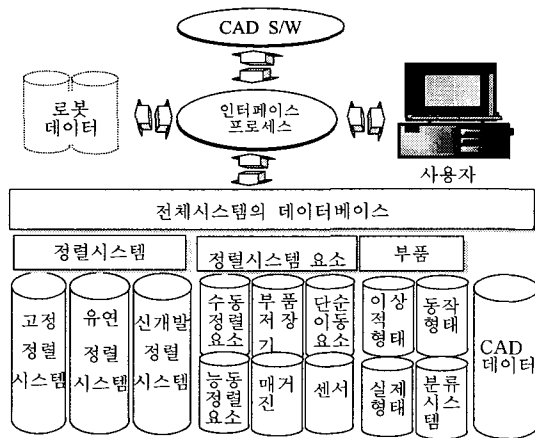 CAD S/W
로봇
데이터
인터페이스
프로세스
사용자
전체시스템의 데이터베이스
정렬시스템
정렬시스템 요소
부품
고정
정렬
시스템
유연
정렬
시스템
신개발
정렬
시스템
수동
정렬
요소
부품
저장
기
단순
이동요소
이상
적
형태
동작
형태
능동
정렬
요소
매거
진
센서
실제
형태
분류
시스
템
CAD
데이터